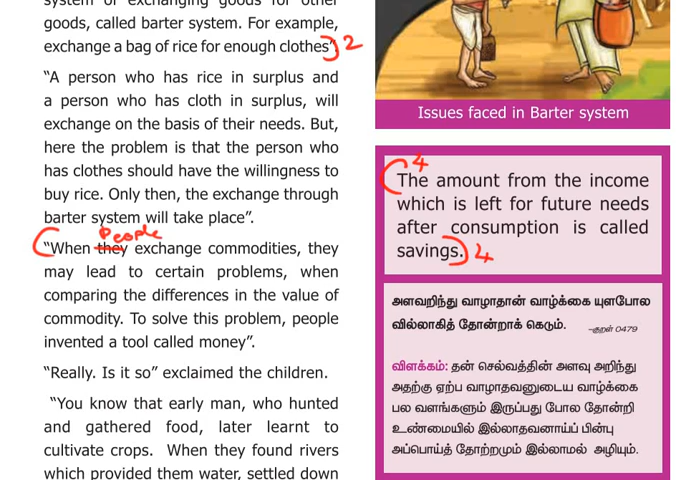 system of exchanging goods for other
goods, called barter system. For example,
exchange a bag of rice for enough clothes”.) 2
“A person who has rice in surplus and
a person who has cloth in surplus, will
exchange on the basis of their needs. But,
here the problem is that the person who
has clothes should have the willingness to
buy rice. Only then, the exchange through
barter system will take place”.
People
(“When they exchange commodities, they
may lead to certain problems, when
comparing the differences in the value of
commodity. To solve this problem, people
invented a tool called money”.
“Really. Is it so” exclaimed the children.
“You know that early man, who hunted
and gathered food, later learnt to
cultivate crops. When they found rivers
which provided them water, settled down
Issues faced in Barter system
4
(The amount from the income
which is left for future needs
after consumption is called
savings.) 4
அளவறிந்து வாழாதான் வாழ்க்கை யுளபோல
வில்லாகித் தோன்றாக் கெடும்.
-குறள் 0479
விளக்கம்: தன் செல்வத்தின் அளவு அறிந்து
அதற்கு ஏற்ப வாழாதவனுடைய வாழ்க்கை
பல வளங்களும் இருப்பது போல தோன்றி
உண்மையில் இல்லாதவனாய்ப் பின்பு
அப்பொய்த் தோற்றமும் இல்லாமல் அழியும்.